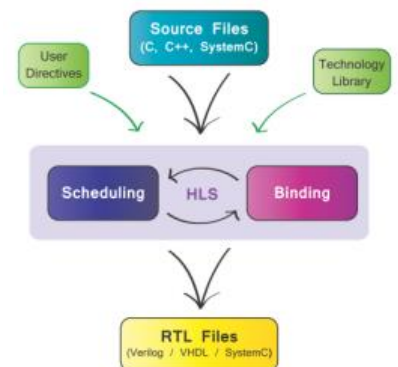 Source Files
(C, C++, SystemC)
User
Directives
Technology
Library
Scheduling
HLS
Binding
RTL Files
(Verilog / VHDL / SystemC)